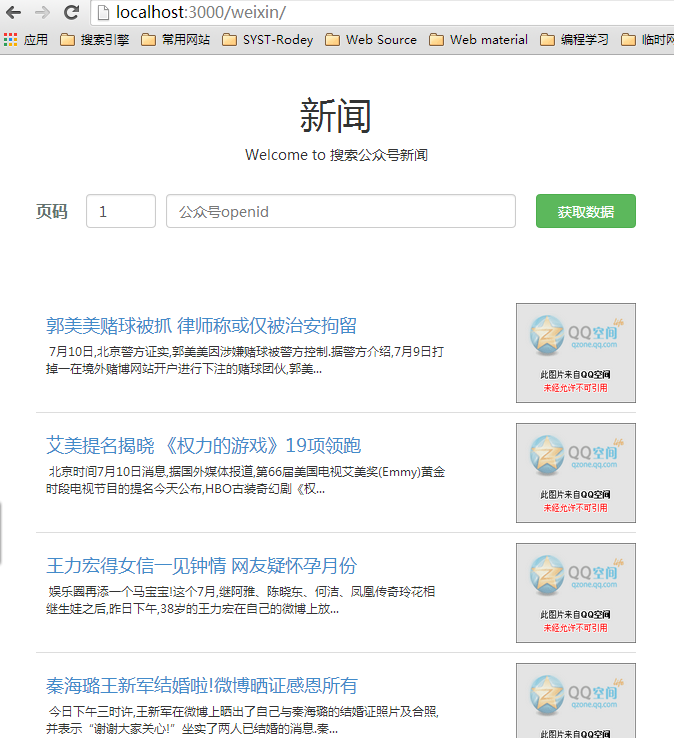 localhost:3000/weixin/
应用 搜索引擎 常用网站 SYST-Rodey Web Source Web material 编程学习 临时网
新闻
Welcome to 搜索公众号新闻
页码 1 公众号openid 获取数据
郭美美赌球被抓 律师称或仅被治安拘留
7月10日,北京警方证实,郭美美因涉嫌赌球被警方控制.据警方介绍,7月9日打
掉一在境外赌博网站开户进行下注的赌球团伙,郭美...
QQ空间 life
qzone.qq.com
此图片来自QQ空间
未经允许不可引用
艾美提名揭晓 《权力的游戏》19项领跑
北京时间7月10日消息,据国外媒体报道,第66届美国电视艾美奖(Emmy)黄金
时段电视节目的提名今天公布,HBO古装奇幻剧《权...
QQ空间 life
qzone.qq.com
此图片来自QQ空间
未经允许不可引用
王力宏得女信一见钟情 网友疑怀孕月份
娱乐圈再添一个马宝宝!这个7月,继阿雅、陈晓东、何洁、凤凰传奇玲花相
继生娃之后,昨日下午,38岁的王力宏在自己的微博上放...
QQ空间 life
qzone.qq.com
此图片来自QQ空间
未经允许不可引用
秦海璐王新军结婚啦!微博晒证感恩所有
今日下午三时许,王新军在微博上晒出了自己与秦海璐的结婚证照片及合照,
并表示“谢谢大家关心!”坐实了两人已结婚的消息.秦...
QQ空间 life
qzone.qq.com
此图片来自QQ空间